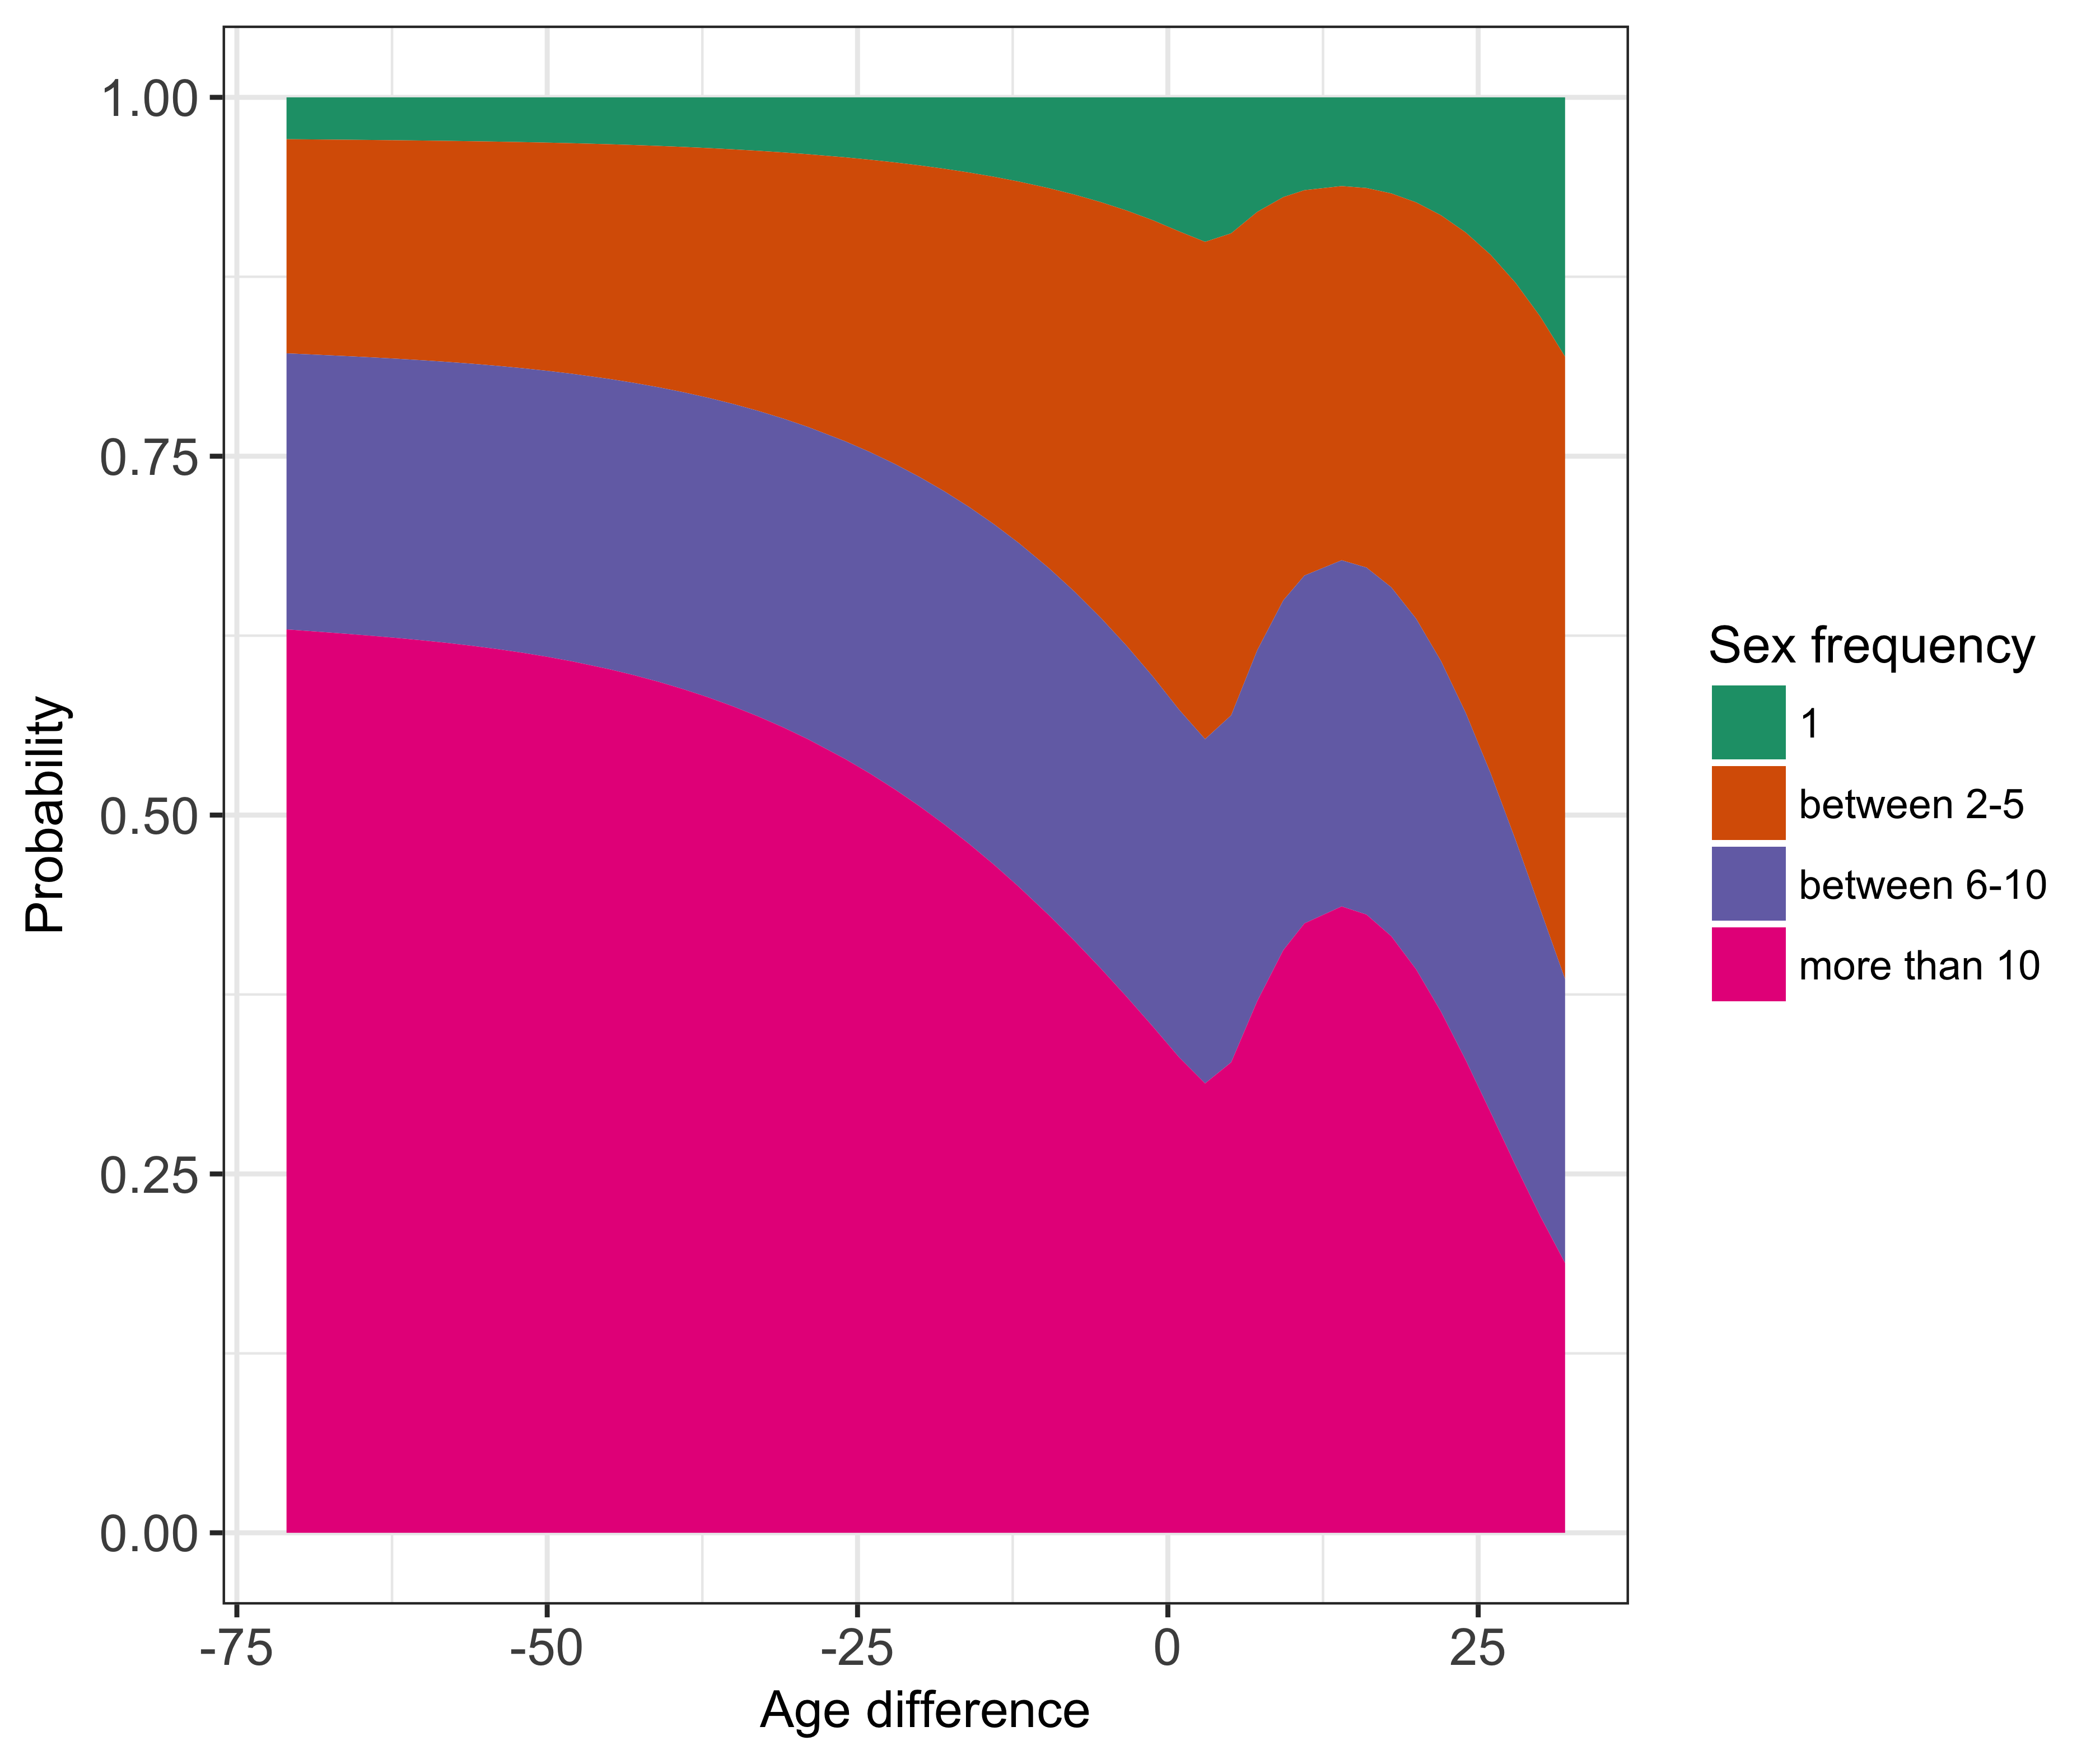 1.00
0.75
0.50
0.25
0.00
Probability
-75 -50 -25 0 25
Age difference
Sex frequency
1
between 2-5
between 6-10
more than 10